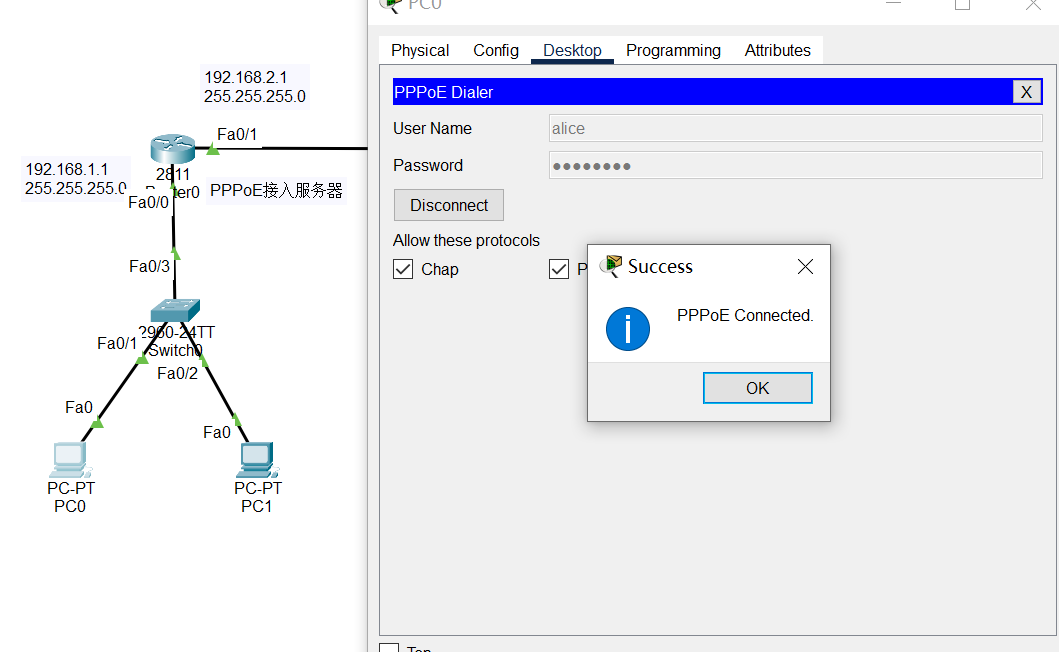 PC0
Physical Config Desktop Programming Attributes
PPPoE Dialer X
User Name alice
Password ●●●●●●●●
Disconnect
Allow these protocols
Chap P
Success
PPPoE Connected.
OK
Top
192.168.2.1
255.255.255.0
Fa0/1
192.168.1.1
255.255.255.0
2811
PPPoE接入服务器
Fa0/0
Fa0/3
Fa0/1
Switch0
Fa0/2
Fa0
Fa0
PC-PT
PC0
PC-PT
PC1